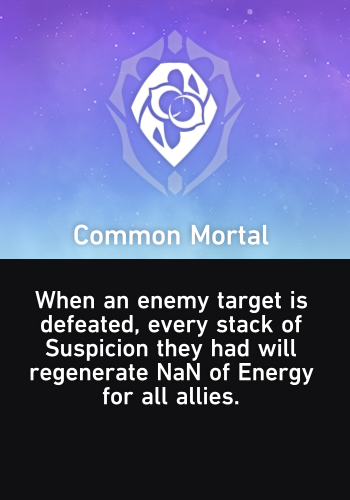 Common Mortal
When an enemy target is
defeated, every stack of
Suspicion they had will
regenerate NaN of Energy
for all allies.